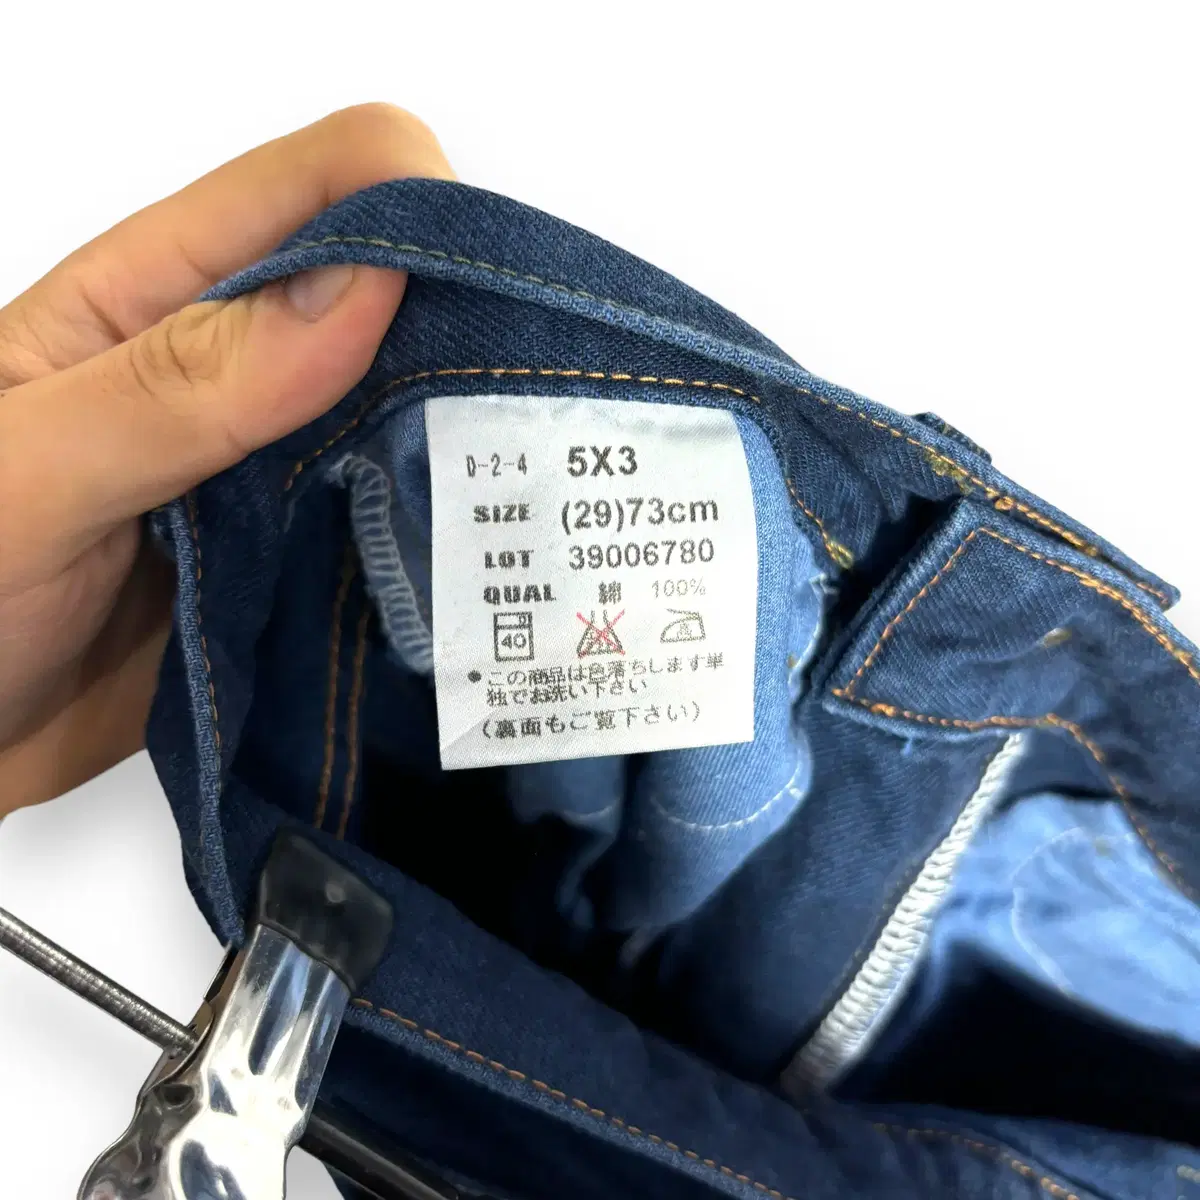 D-2-4 5X3
SIZE (29)73cm
LOT 39006780
QUAL 綿 100%
40
●この商品は色落ちします単
独でお洗い下さい
(裏面もご覧下さい)